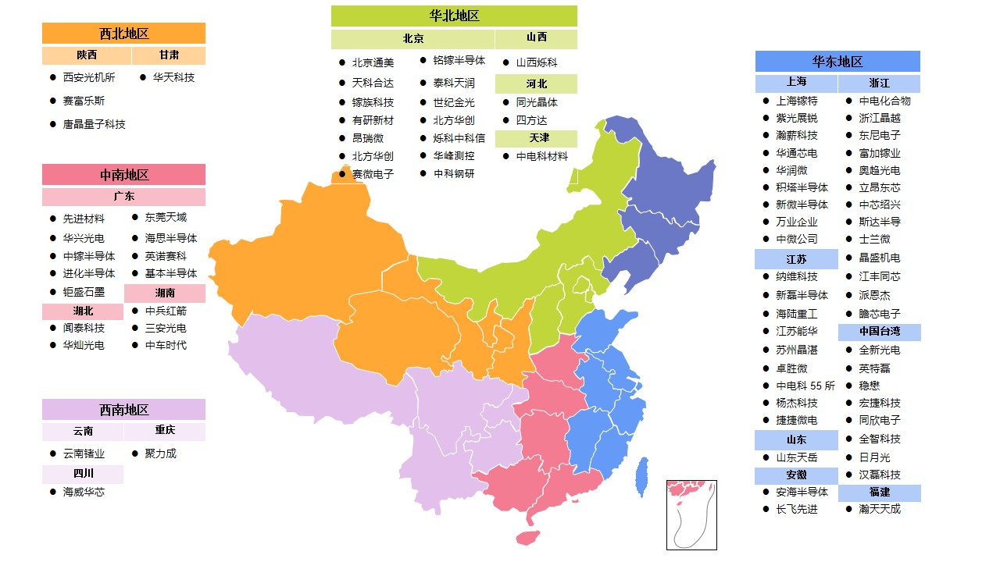 西北地区
陕西
甘肃
西安光机所
华天科技
赛富乐斯
唐晶量子科技
中南地区
广东
先进材料
东莞天域
华兴光电
海思半导体
中镓半导体
英诺赛科
进化半导体
基本半导体
钜盛石墨
湖南
湖北
中兵红箭
闻泰科技
三安光电
华灿光电
中车时代
西南地区
云南
重庆
云南锗业
聚力成
四川
海威华芯
华北地区
北京
山西
北京通美
铭镓半导体
山西烁科
天科合达
泰科天润
河北
镓族科技
世纪金光
同光晶体
有研新材
北方华创
四方达
昂瑞微
烁科中科信
天津
北方华创
华峰测控
中电科材料
赛微电子
中科钢研
华东地区
上海
浙江
上海镓特
中电化合物
紫光展锐
浙江晶越
瀚薪科技
东尼电子
华通芯电
富加镓业
华润微
奥趋光电
积塔半导体
立昂东芯
新微半导体
中芯绍兴
万业企业
斯达半导
中微公司
士兰微
江苏
晶盛机电
纳维科技
江丰同芯
新磊半导体
派恩杰
海陆重工
瞻芯电子
江苏能华
中国台湾
苏州晶湛
全新光电
卓胜微
英特磊
中电科 55 所
稳懋
杨杰科技
宏捷科技
捷捷微电
同欣电子
山东
全智科技
山东天岳
日月光
安徽
汉磊科技
安海半导体
福建
长飞先进
瀚天天成